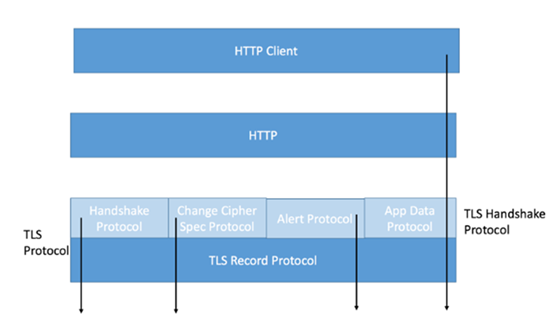 HTTP Client
HTTP
Handshake
Protocol
Change Cipher
Spec Protocol
Alert Protocol
App Data
Protocol
TLS Handshake
Protocol
TLS
Protocol
TLS Record Protocol